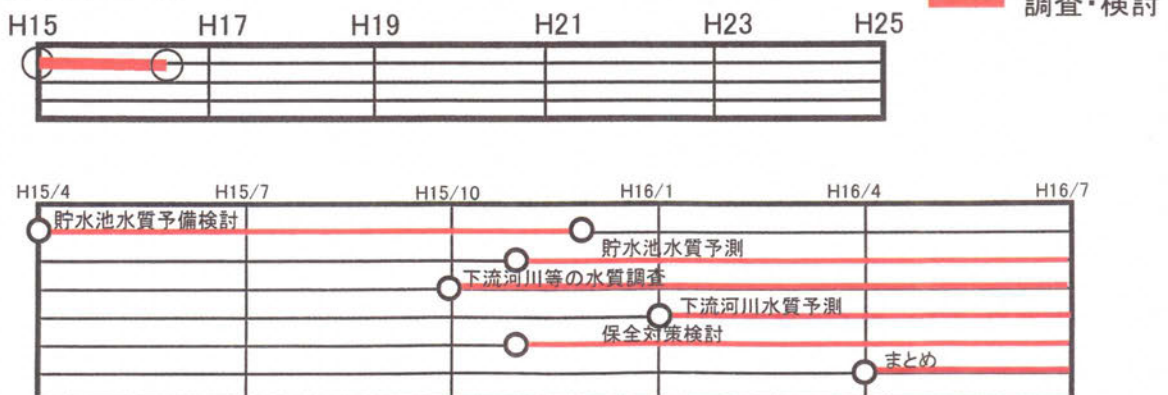 調査・検討
H15 H17 H19 H21 H23 H25
H15/4 H15/7 H15/10 H16/1 H16/4 H16/7
貯水池水質予備検討
貯水池水質予測
下流河川等の水質調査
下流河川水質予測
保全対策検討
まとめ